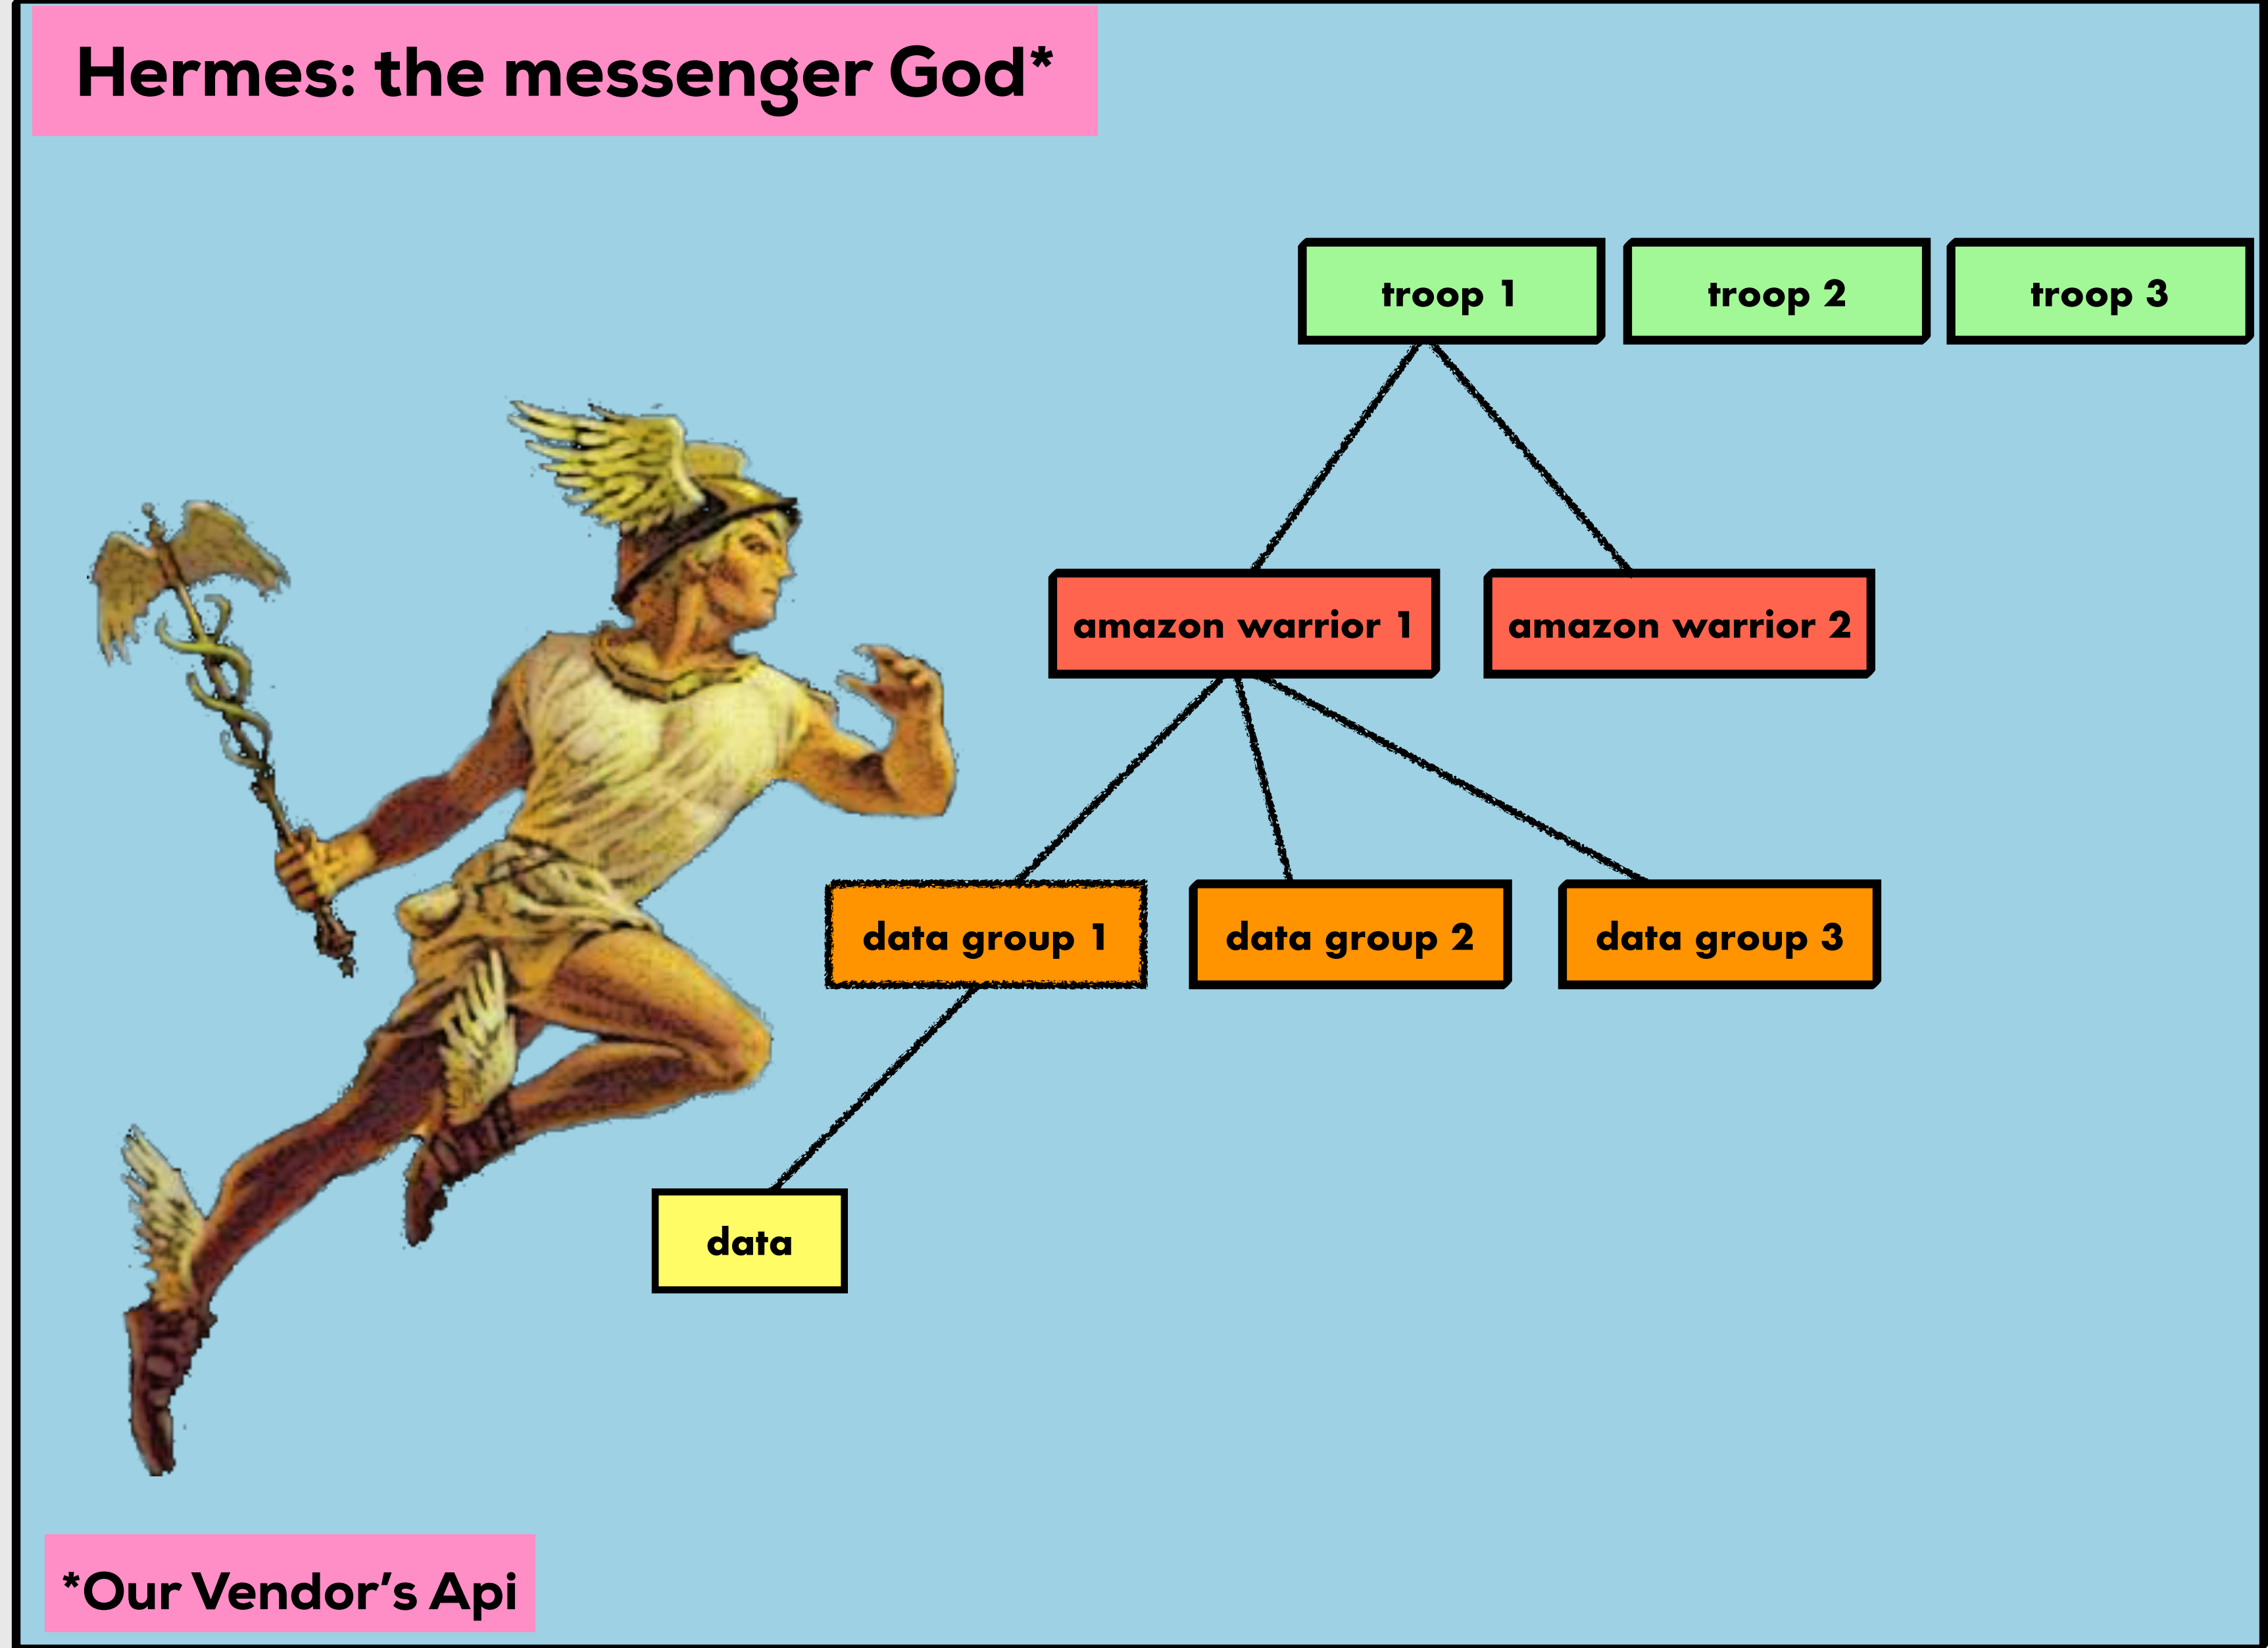 Hermes: the messenger God*
troop 1
troop 2
troop 3
amazon warrior 1
amazon warrior 2
data group 1
data group 2
data group 3
data
*Our Vendor’s Api